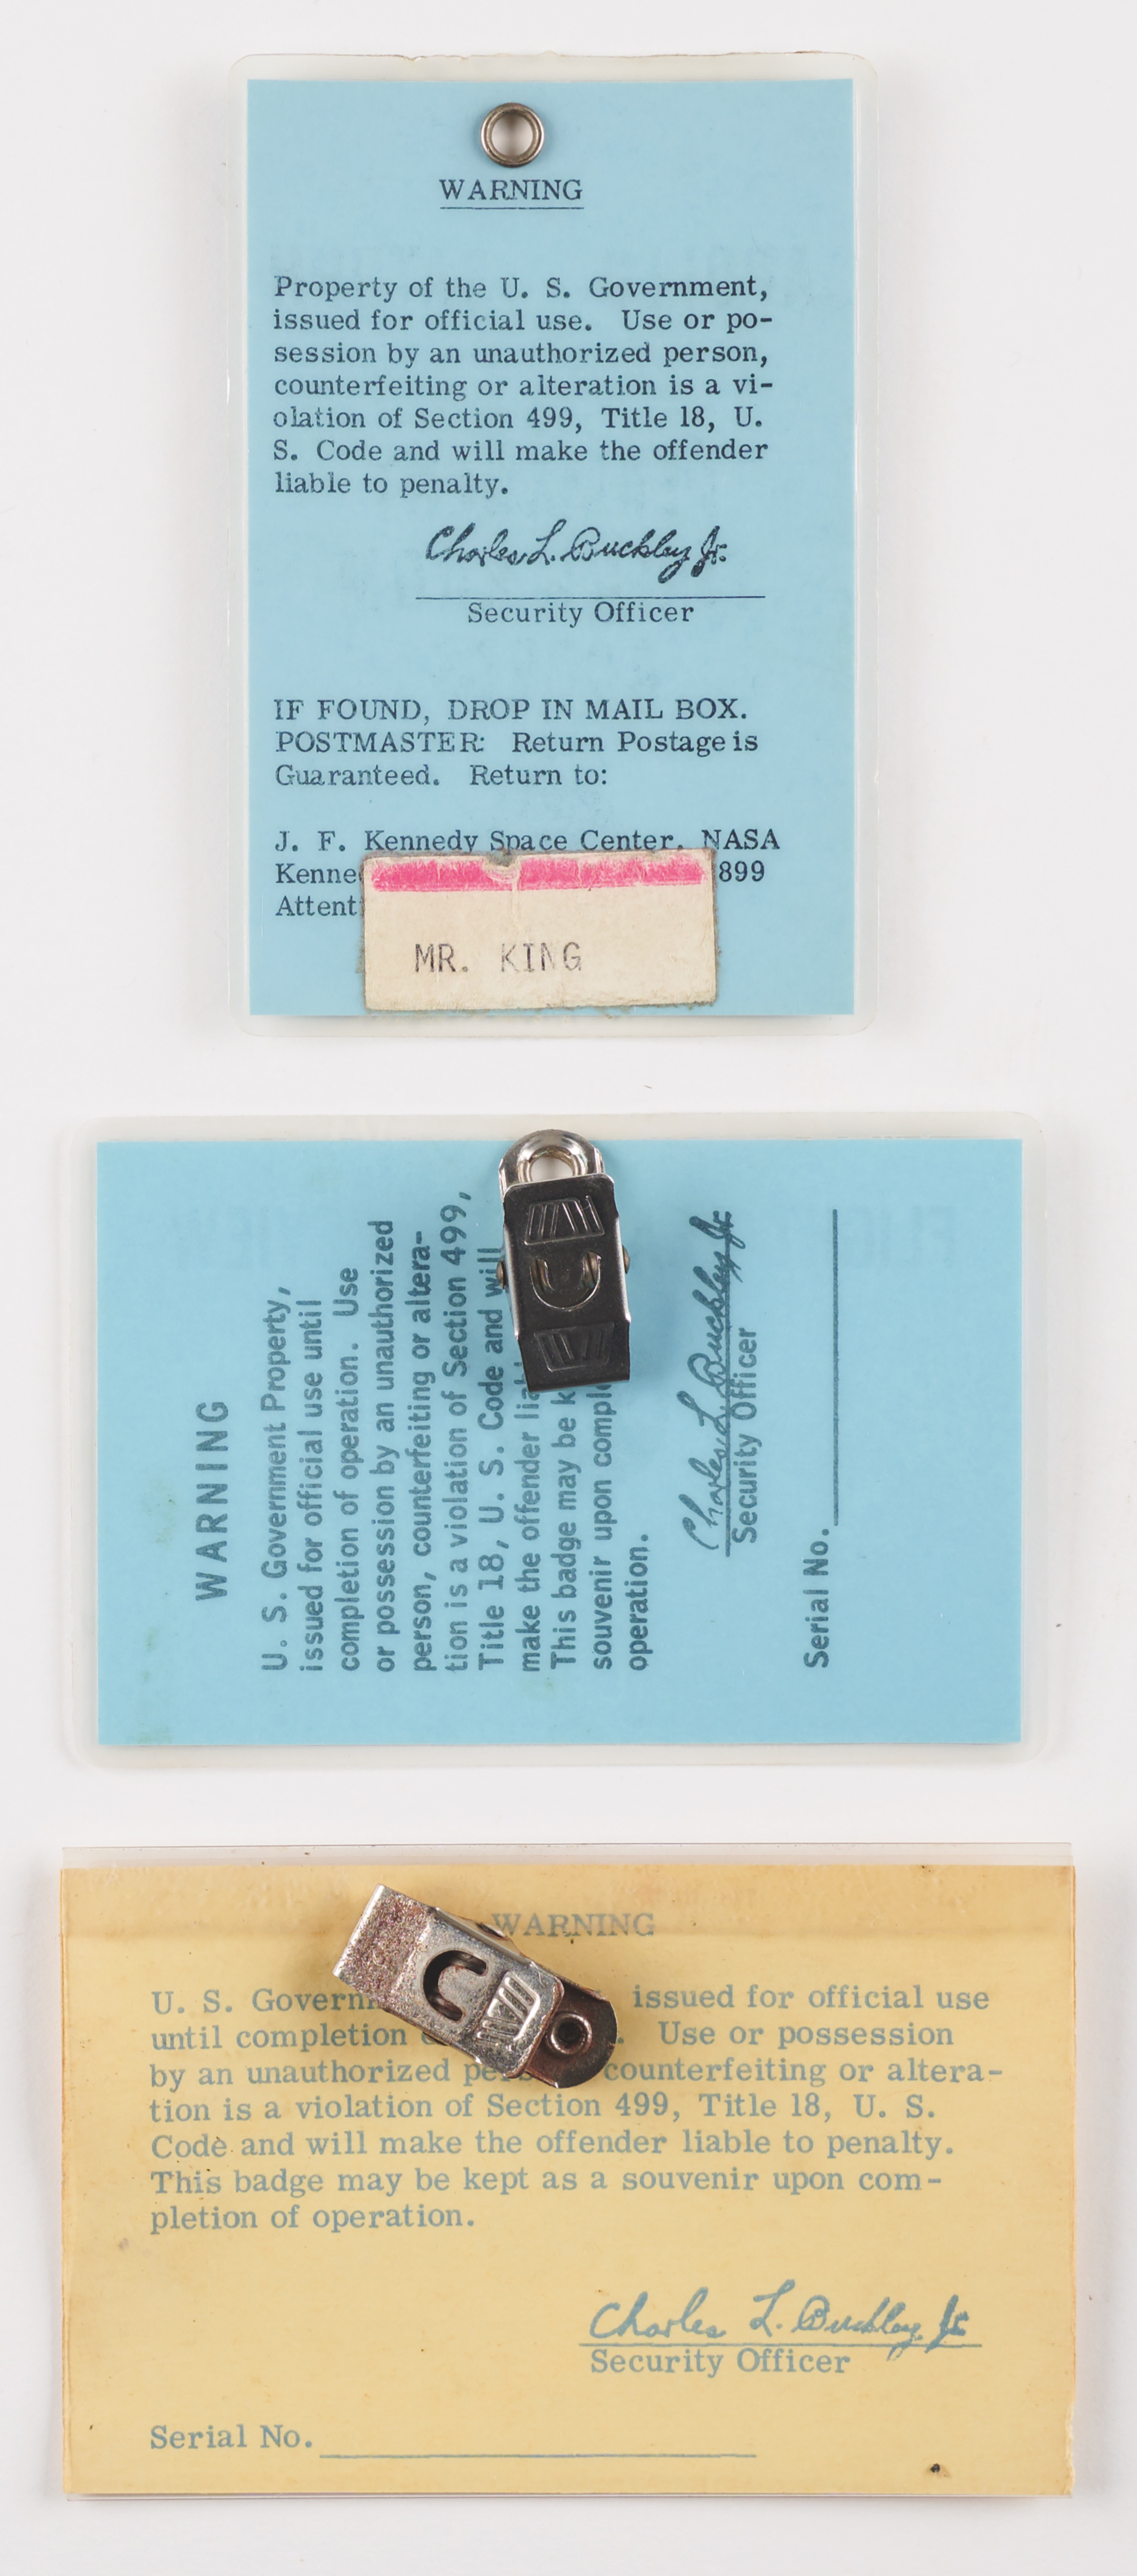 WARNING
Property of the U. S. Government,
issued for official use. Use or po-
session by an unauthorized person,
counterfeiting or alteration is a vi-
olation of Section 499, Title 18, U.
S. Code and will make the offender
liable to penalty.
Charles L. Buckley Jr.
Security Officer
IF FOUND, DROP IN MAIL BOX.
POSTMASTER: Return Postage is
Guaranteed. Return to:
J. F. Kennedy Space Center, NASA
Kenne 899
Attent
MR. KING
WARNING
U. S. Government Property,
issued for official use until
completion of operation. Use
or possession by an unauthorized
person, counterfeiting or altera-
tion is a violation of Section 499,
Title 18, U. S. Code and will
make the offender
This badge may be
souvenir upon
operation.
Charles L. Buckley Jr.
Security Officer
Serial No.
WARNING
U. S. issued for official use
until completion Use or possession
by an unauthorized counterfeiting or altera-
tion is a violation of Section 499, Title 18, U. S.
Code and will make the offender liable to penalty.
This badge may be kept as a souvenir upon com-
pletion of operation.
Charles L. Buckley Jr.
Security Officer
Serial No.